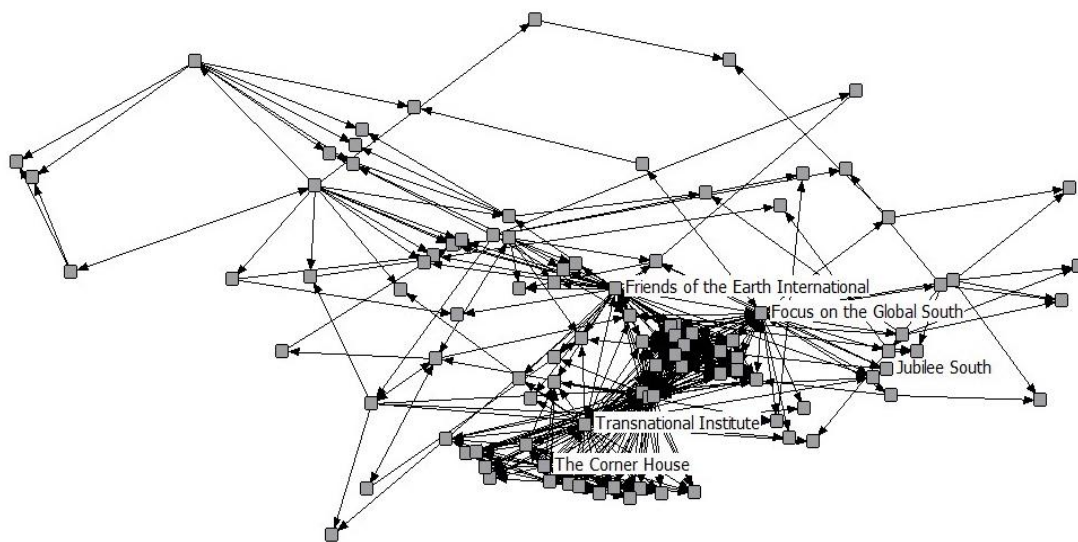 Friends of the Earth International
Focus on the Global South
Jubilee South
Transnational Institute
The Corner House